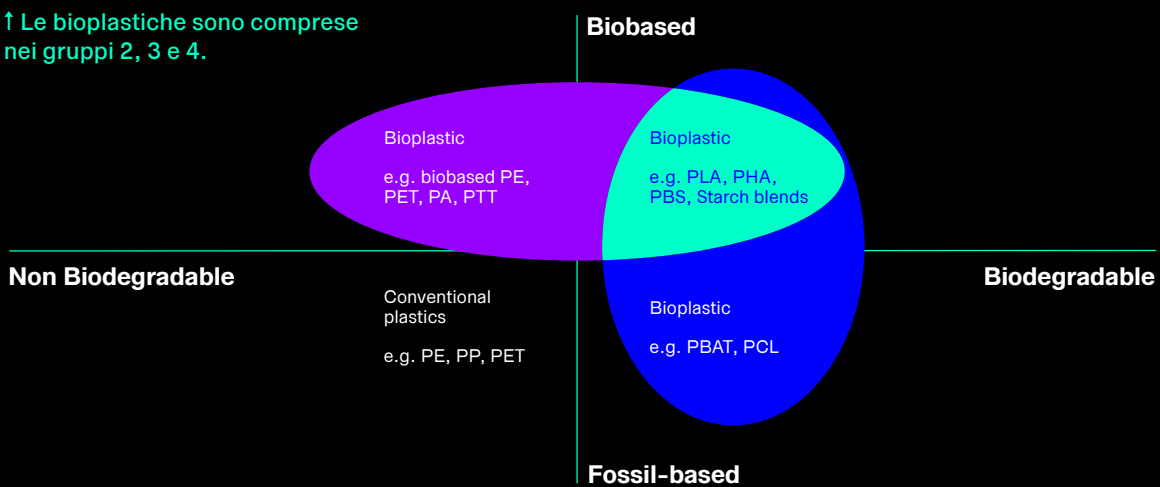 ↑ Le bioplastiche sono comprese
nei gruppi 2, 3 e 4.
Biobased
Bioplastic
e.g. biobased PE,
PET, PA, PTT
Bioplastic
e.g. PLA, PHA,
PBS, Starch blends
Non Biodegradable
Biodegradable
Conventional
plastics
e.g. PE, PP, PET
Bioplastic
e.g. PBAT, PCL
Fossil-based